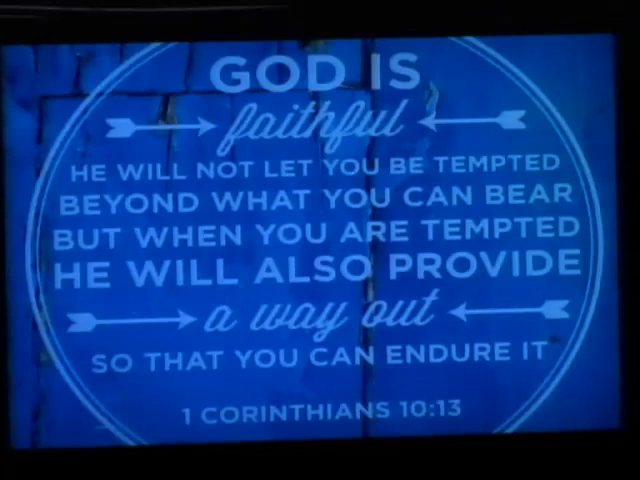 GOD IS
faithful
HE WILL NOT LET YOU BE TEMPTED
BEYOND WHAT YOU CAN BEAR
BUT WHEN YOU ARE TEMPTED
HE WILL ALSO PROVIDE
a way out
SO THAT YOU CAN ENDURE IT
1 CORINTHIANS 10:13